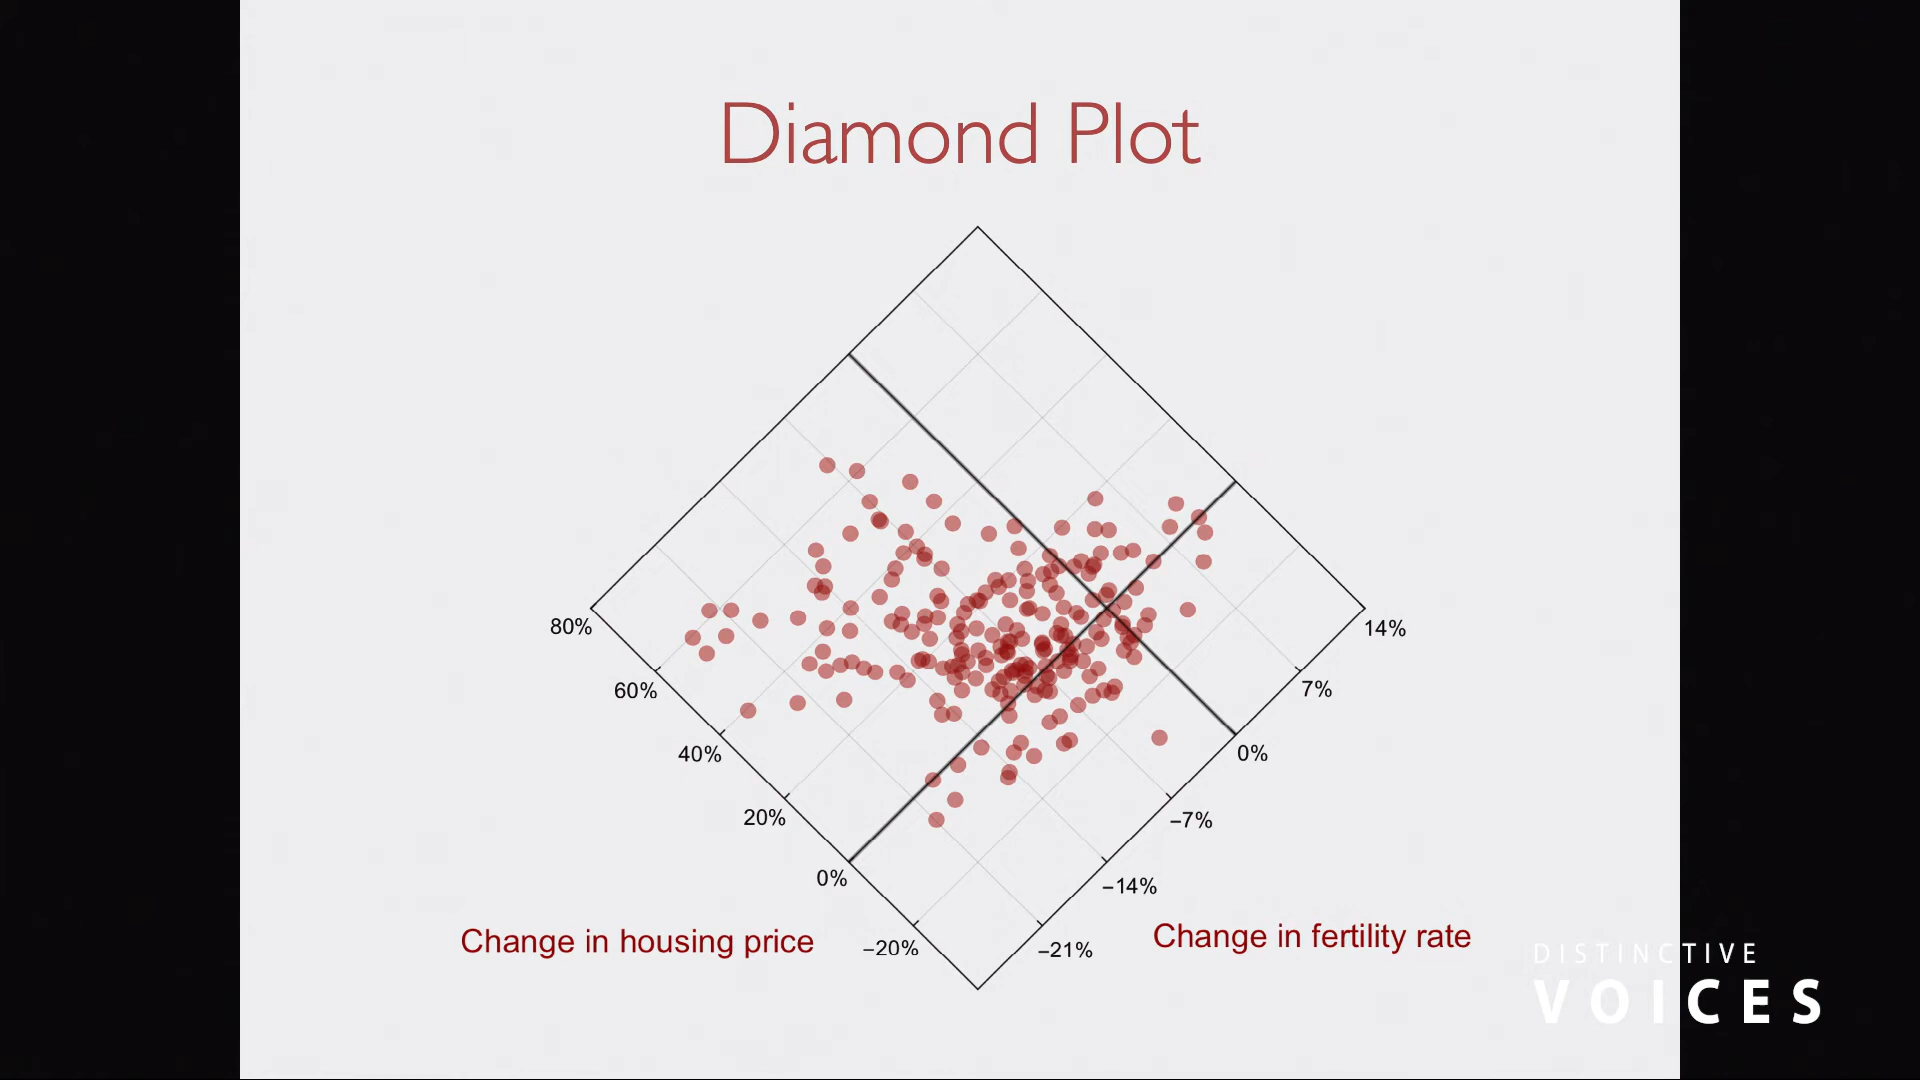 Diamond Plot
80%
60%
40%
20%
0%
–20%
14%
7%
0%
–7%
–14%
–21%
Change in housing price
Change in fertility rate
DISTINCTIVE
VOICES